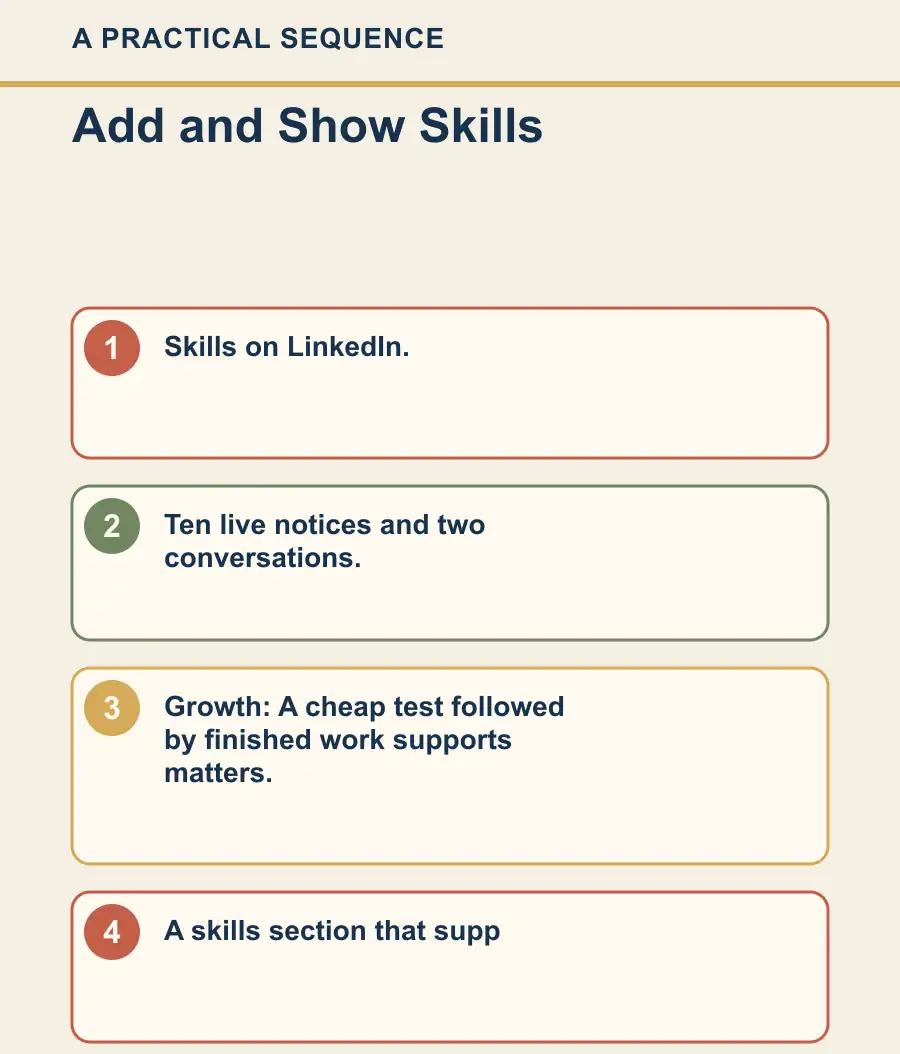 A PRACTICAL SEQUENCE
Add and Show Skills
1
Skills on LinkedIn.
2
Ten live notices and two
conversations.
3
Growth: A cheap test followed
by finished work supports
matters.
4
A skills section that supp